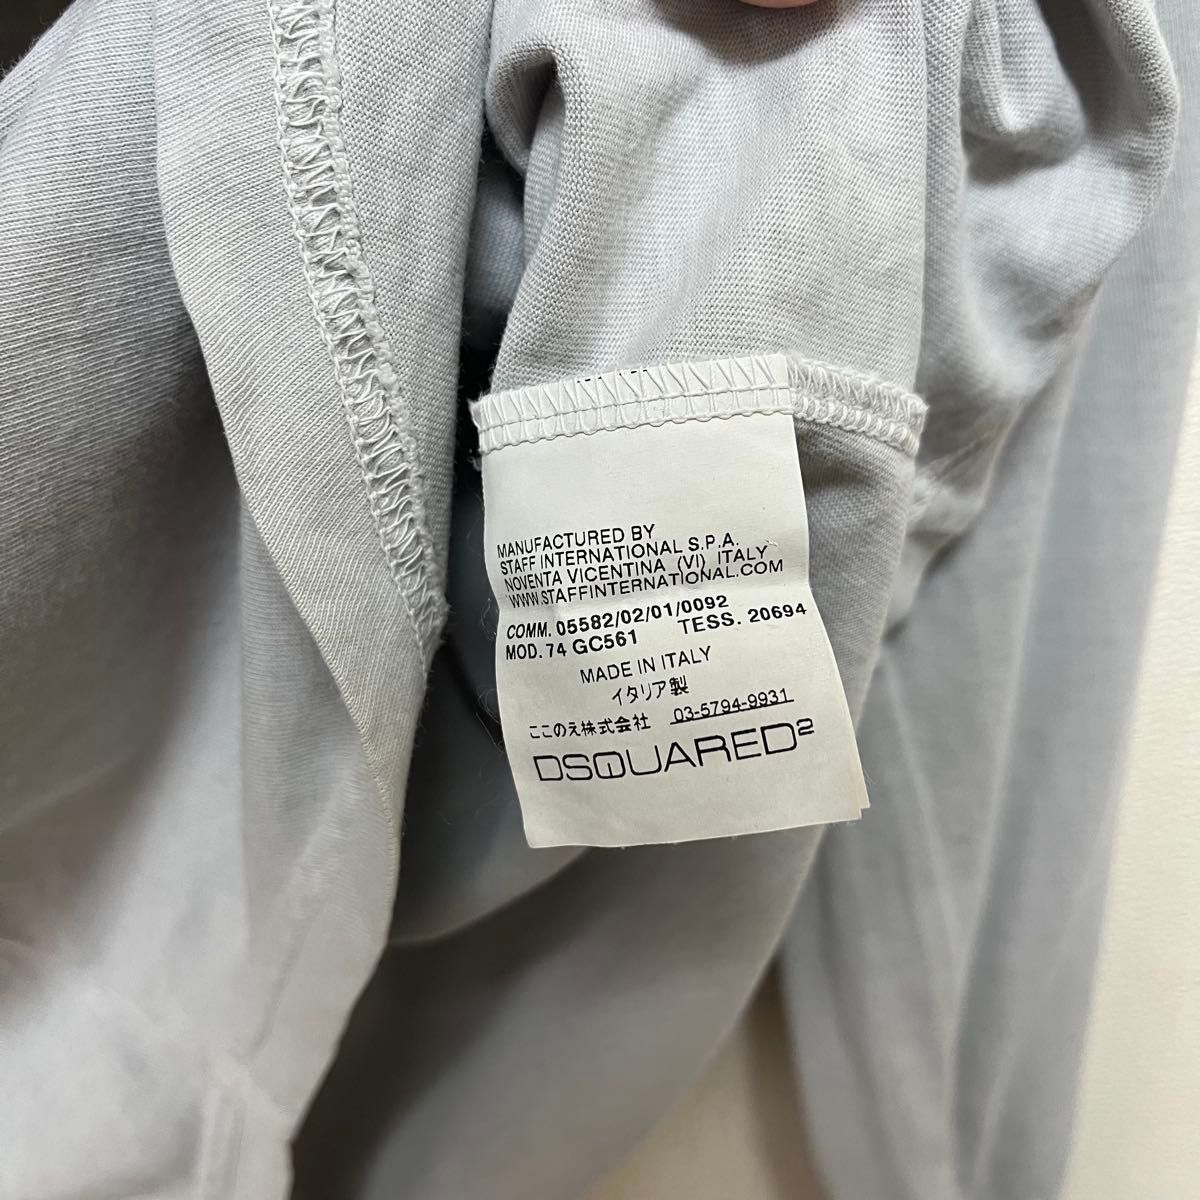 MANUFACTURED BY
STAFF INTERNATIONAL S.P.A.
NOVENTA VICENTINA (VI) ITALY
WWW.STAFFINTERNATIONAL.COM
COMM. 05582/02/01/0092
MOD. 74 GC561 TESS. 20694
MADE IN ITALY
イタリア製
ここのえ株式会社 03-5794-9931
DSQUARED2